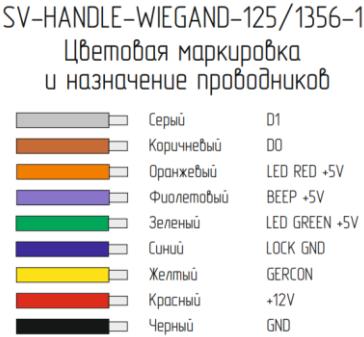 SV-HANDLE-WIEGAND-125/1356-1
Цветовая маркировка
и назначение проводников
Серый D1
Коричневый D0
Оранжевый LED RED +5V
Фиолетовый BEEP +5V
Зеленый LED GREEN +5V
Синий LOCK GND
Желтый GERCON
Красный +12V
Черный GND